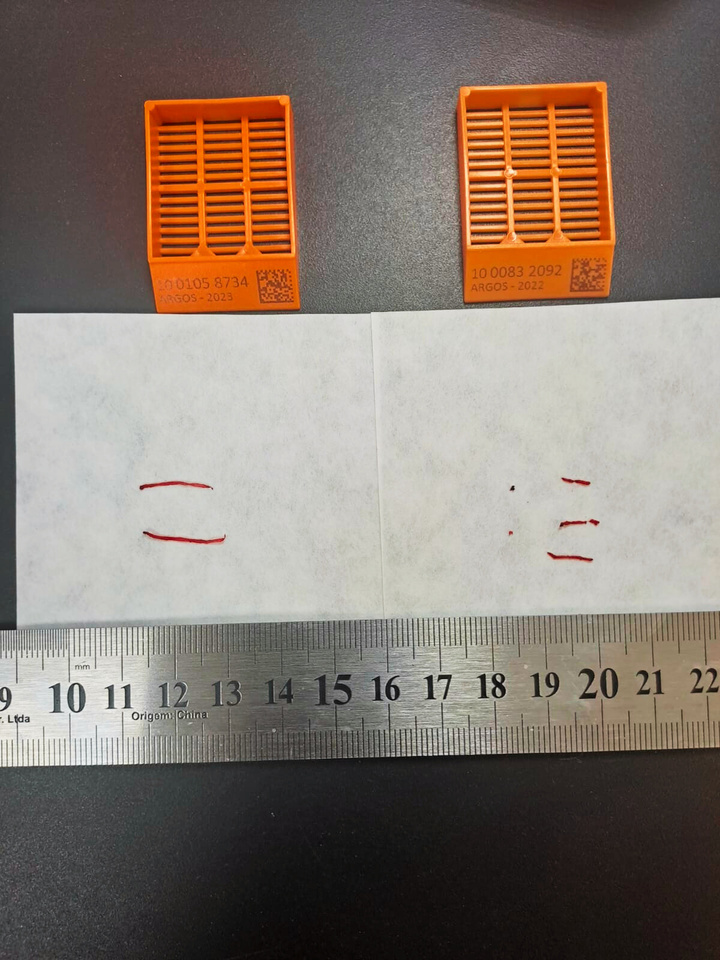 10 0105 8734
ARGOS - 2023
10 0083 2092
ARGOS - 2022
mm
9 10 11 12 13 14 15 16 17 18 19 20 21 22
r. Ltda Origem: China